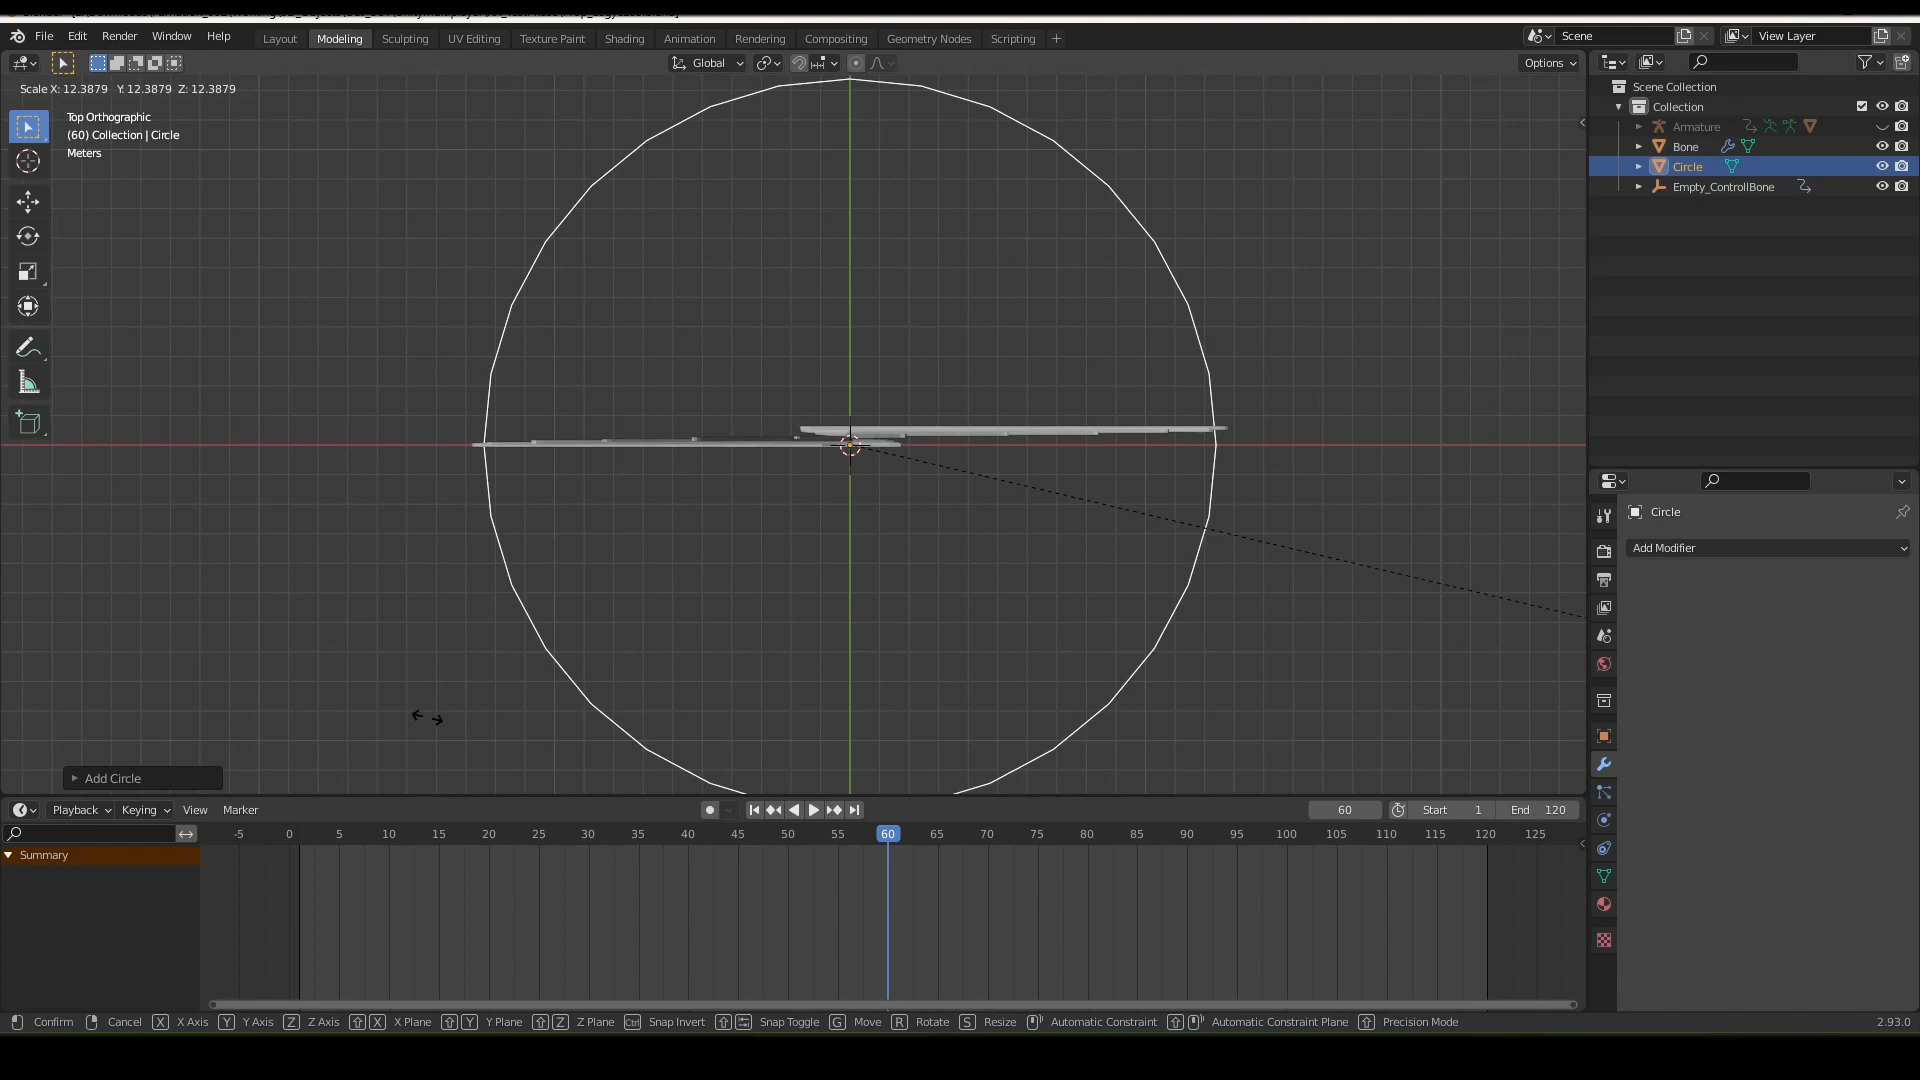 File Edit Render Window Help
Layout Modeling Sculpting UV Editing Texture Paint Shading Animation Rendering Compositing Geometry Nodes Scripting
Scene
View Layer
Global
Options
Scale X: 12.3879 Y: 12.3879 Z: 12.3879
Top Orthographic
(60) Collection | Circle
Meters
Scene Collection
Collection
Armature
Bone
Circle
Empty_ControllBone
Circle
Add Modifier
Add Circle
Playback Keying View Marker
60 Start 1 End 120
-5 0 5 10 15 20 25 30 35 40 45 50 55 60 65 70 75 80 85 90 95 100 105 110 115 120 125
Summary
Confirm Cancel X X Axis Y Y Axis Z Z Axis X X Plane Y Y Plane Z Z Plane Ctrl Snap Invert Snap Toggle G Move R Rotate S Resize Automatic Constraint Automatic Constraint Plane Precision Mode 2.93.0